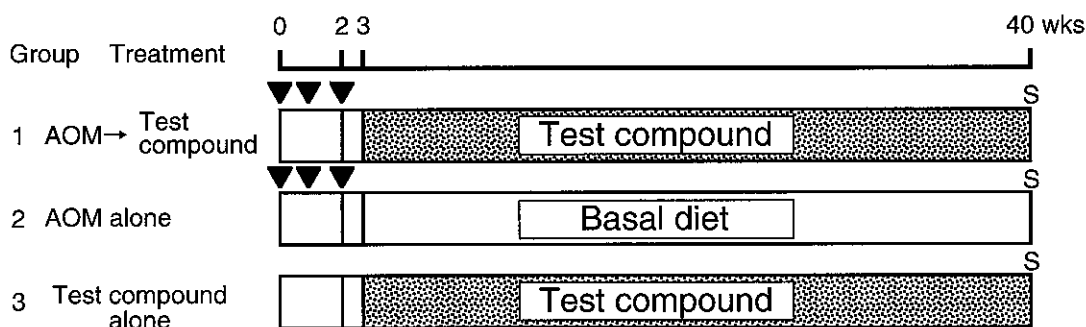 0 2 3 40 wks
Group Treatment
S
1 AOM→ Test compound
Test compound
S
2 AOM alone
Basal diet
S
3 Test compound alone
Test compound